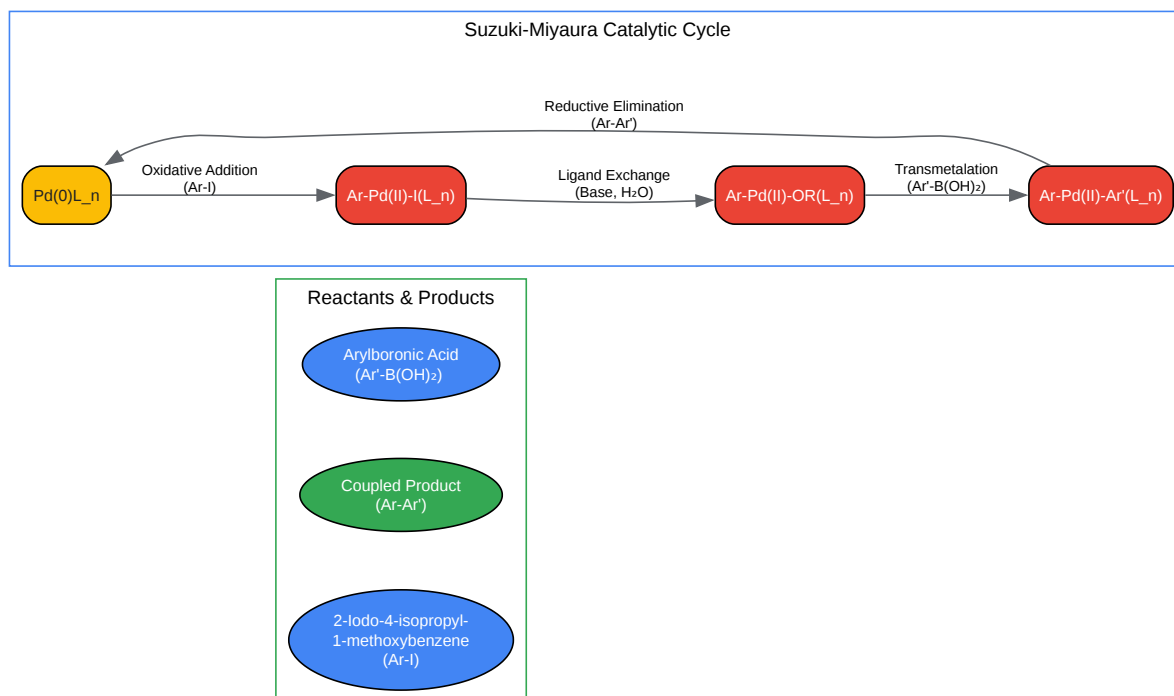 Suzuki-Miyaura Catalytic Cycle
Reductive Elimination
(Ar-Ar')
Oxidative Addition
(Ar-I)
Ligand Exchange
(Base, H₂O)
Transmetalation
(Ar'-B(OH)₂)
Pd(0)L_n
Ar-Pd(II)-I(L_n)
Ar-Pd(II)-OR(L_n)
Ar-Pd(II)-Ar'(L_n)
Reactants & Products
Arylboronic Acid
(Ar'-B(OH)₂)
Coupled Product
(Ar-Ar')
2-Iodo-4-isopropyl-
1-methoxybenzene
(Ar-I)